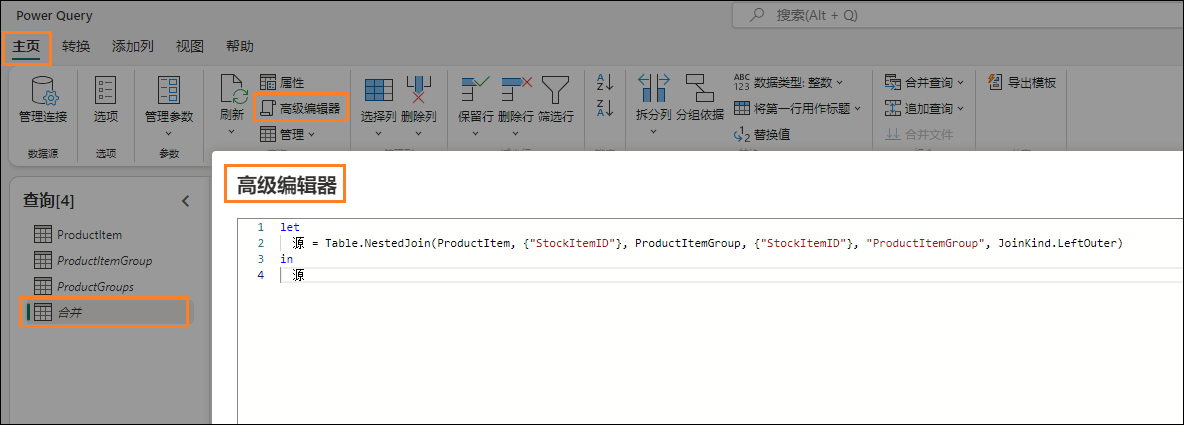 Power Query
搜索(Alt + Q)
主页 转换 添加列 视图 帮助
管理连接
数据源
选项
选项
管理参数
参数
刷新
属性
高级编辑器
管理
选择列 删除列
保留行 删除行 筛选行
拆分列 分组依据
数据类型: 整数
将第一行用作标题
替换值
合并查询
追加查询
合并文件
导出模板
查询[4]
ProductItem
ProductItemGroup
ProductGroups
合并
高级编辑器
1 let
2 源 = Table.NestedJoin(ProductItem, {"StockItemID"}, ProductItemGroup, {"StockItemID"}, "ProductItemGroup", JoinKind.LeftOuter)
3 in
4 源